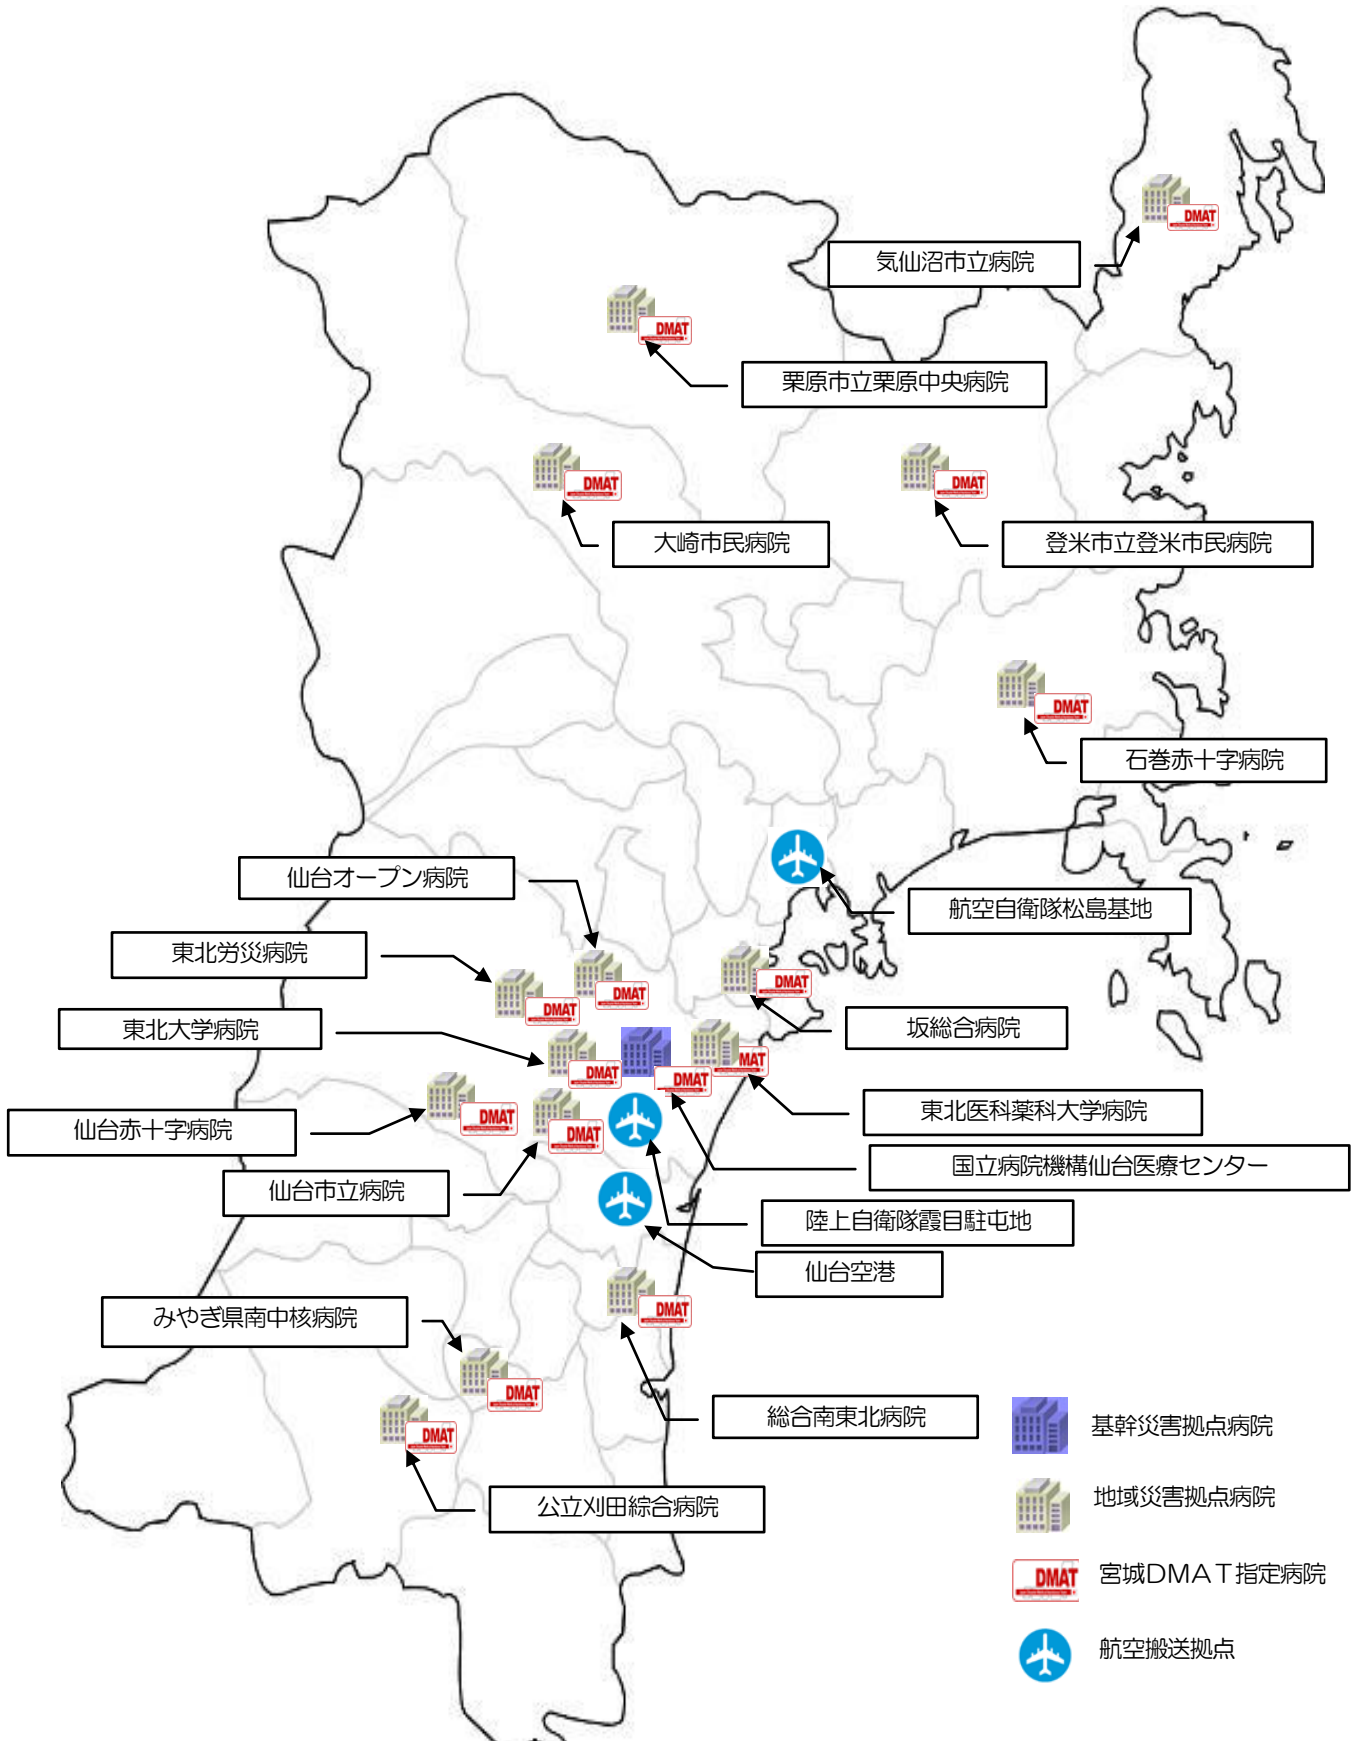 DMAT
気仙沼市立病院
DMAT
栗原市立栗原中央病院
DMAT
DMAT
大崎市民病院
登米市立登米市民病院
DMAT
石巻赤十字病院
仙台オープン病院
航空自衛隊松島基地
東北労災病院
DMAT
DMAT
DMAT
東北大学病院
坂総合病院
DMAT
DMAT
MAT
仙台赤十字病院
DMAT
DMAT
東北医科薬科大学病院
国立病院機構仙台医療センター
仙台市立病院
陸上自衛隊霞目駐屯地
仙台空港
DMAT
みやぎ県南中核病院
DMAT
総合南東北病院
DMAT
公立刈田綜合病院
基幹災害拠点病院
地域災害拠点病院
DMAT 宮城DMAT指定病院
航空搬送拠点